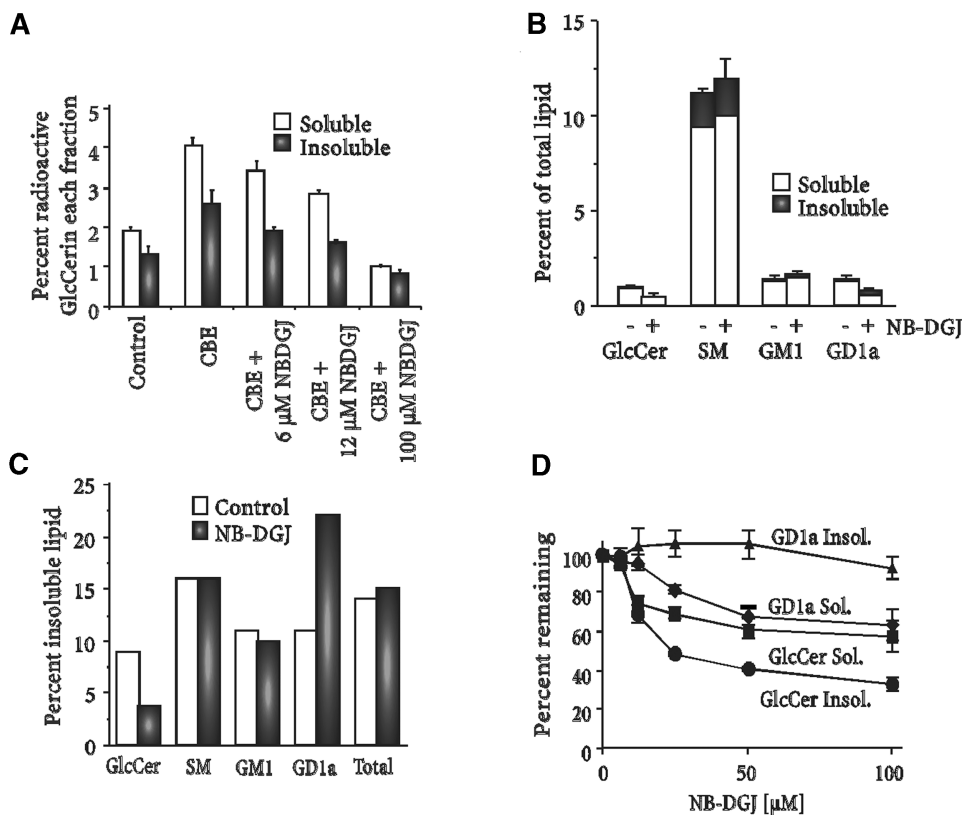 A
Percent radioactive
GlcCerin each fraction
5
4
3
2
1
0
Soluble
Insoluble
Control
CBE
CBE +
6 µM NBDGJ
CBE +
12 µM NBDGJ
CBE +
100 µM NBDGJ
B
Percent of total lipid
15
10
5
0
Soluble
Insoluble
- + - + - + - + NB-DGJ
GlcCer SM GM1 GD1a
C
Percent insoluble lipid
25
20
15
10
5
0
Control
NB-DGJ
GlcCer SM GM1 GD1a Total
D
Percent remaining
100
80
60
40
20
0
GD1a Insol.
GD1a Sol.
GlcCer Sol.
GlcCer Insol.
0 50 100
NB-DGJ [µM]